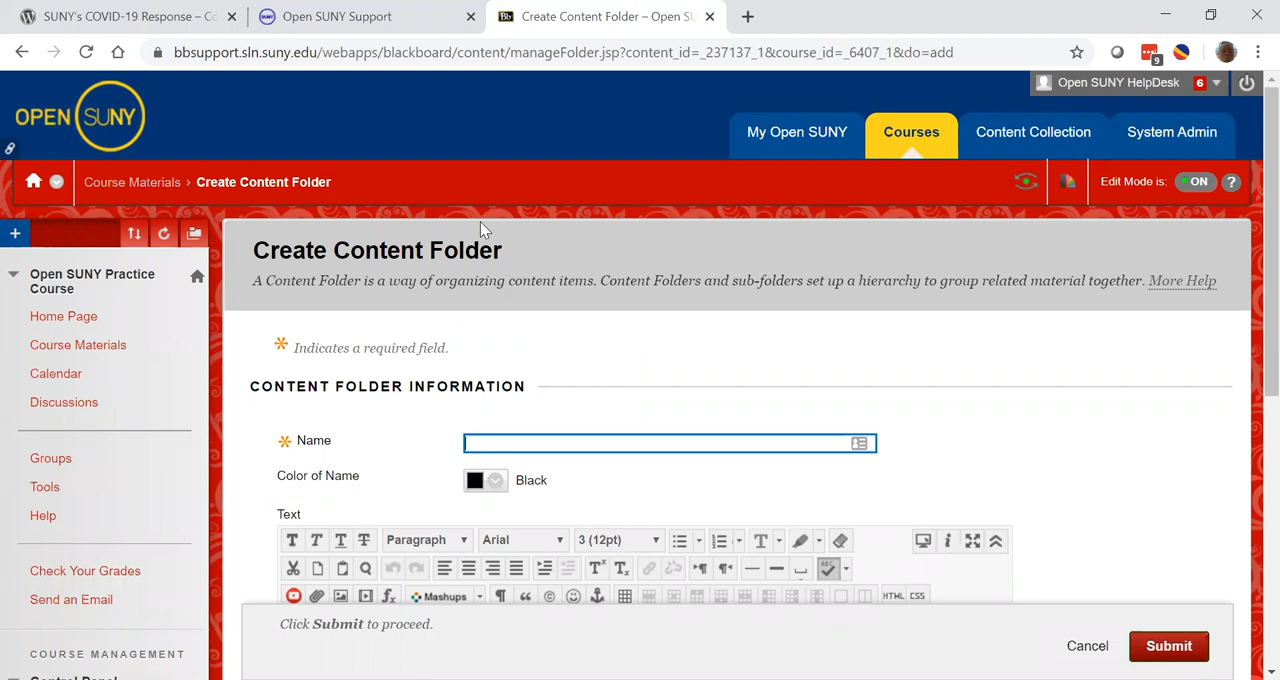 SUNY's COVID-19 Response – Co
Open SUNY Support
Bb Create Content Folder – Open SU
bbsupport.sln.suny.edu/webapps/blackboard/content/manageFolder.jsp?content_id=_237137_1&course_id=_6407_1&do=add
9
Open SUNY HelpDesk 6
OPEN SUNY
My Open SUNY
Courses
Content Collection
System Admin
Course Materials › Create Content Folder
Edit Mode is: ON ?
Open SUNY Practice
Course
Home Page
Course Materials
Calendar
Discussions
Groups
Tools
Help
Check Your Grades
Send an Email
COURSE MANAGEMENT
Create Content Folder
A Content Folder is a way of organizing content items. Content Folders and sub-folders set up a hierarchy to group related material together. More Help
* Indicates a required field.
CONTENT FOLDER INFORMATION
* Name
Color of Name
Black
Text
T T T T Paragraph Arial 3 (12pt)
Mashups HTML CSS
Click Submit to proceed.
Cancel
Submit